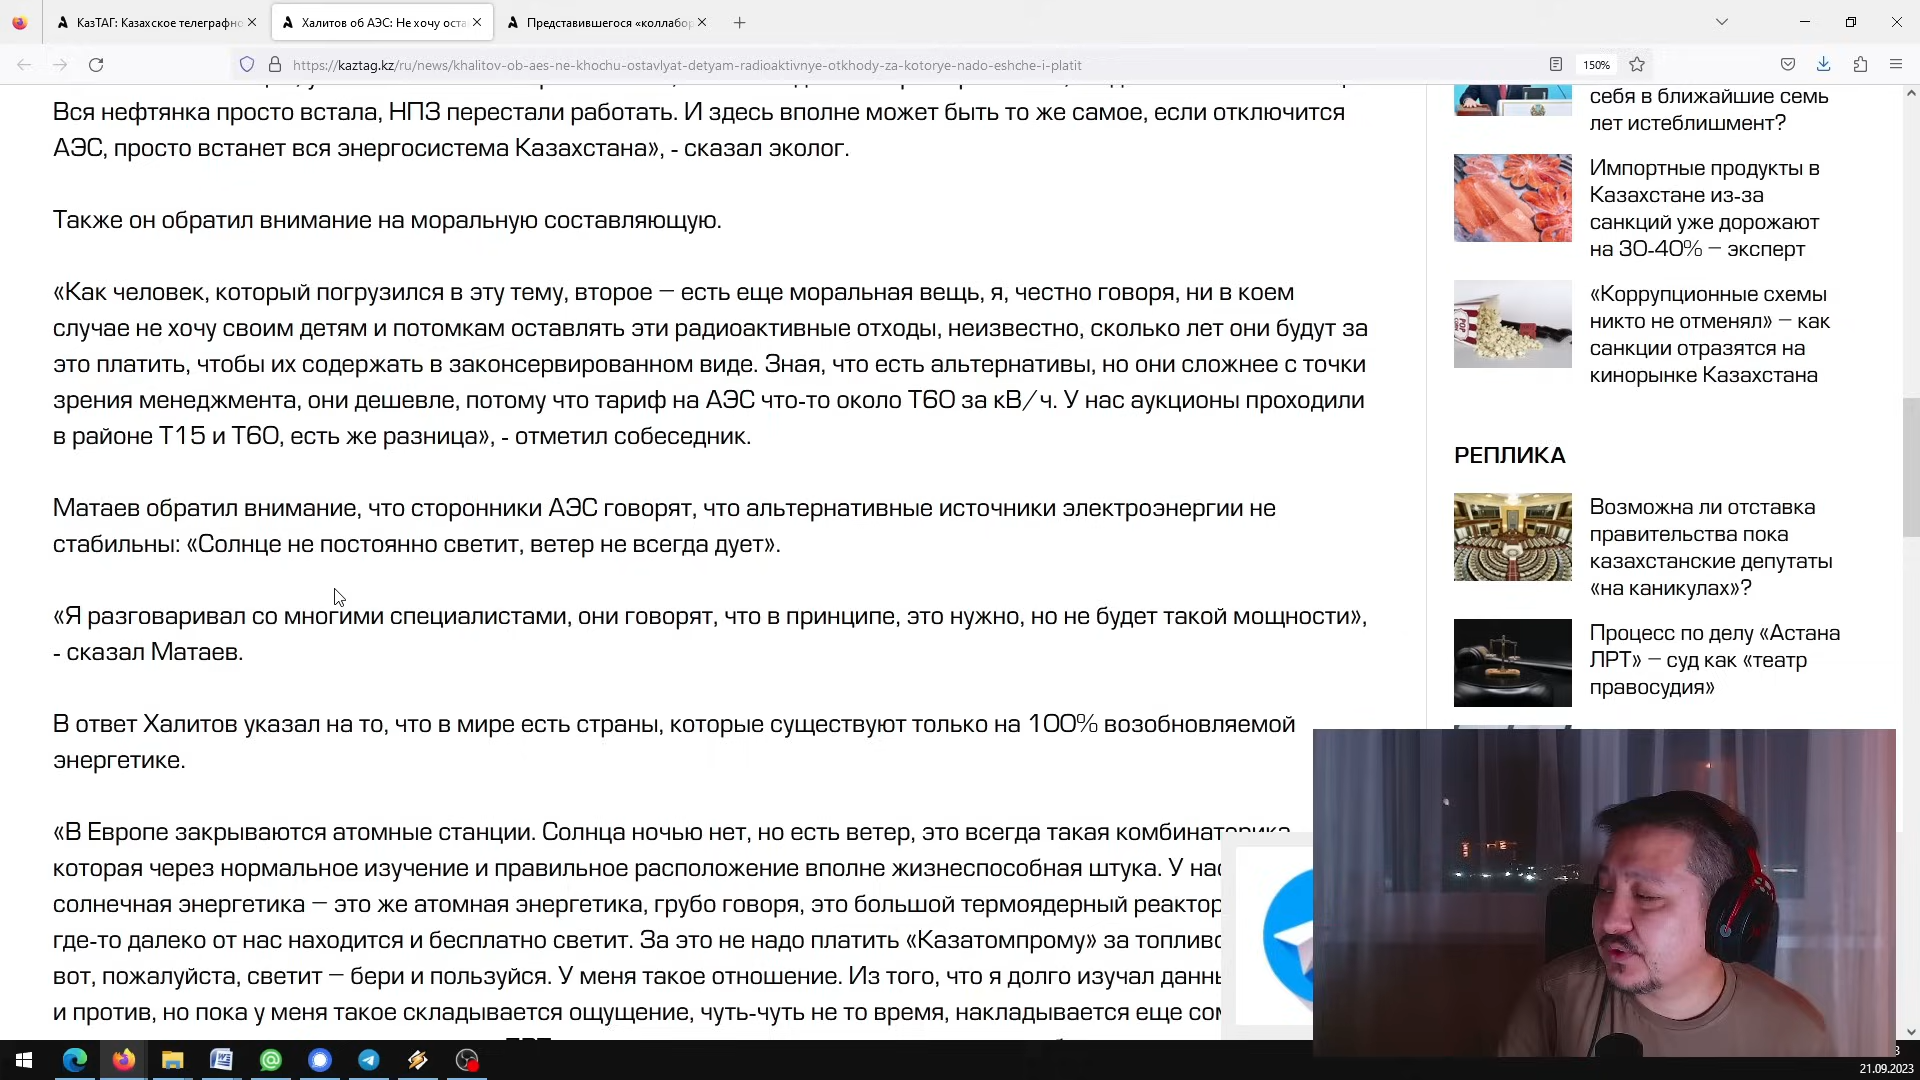 КазТАГ: Казахское телеграфно
Халитов об АЭС: Не хочу оста
Представившегося «коллабор
https://kaztag.kz/ru/news/khalitov-ob-aes-ne-khochu-ostavlyat-detyam-radioaktivnye-otkhody-za-kotorye-nado-eshche-i-platit
150%
Вся нефтянка просто встала, НПЗ перестали работать. И здесь вполне может быть то же самое, если отключится
АЭС, просто встанет вся энергосистема Казахстана», - сказал эколог.
Также он обратил внимание на моральную составляющую.
«Как человек, который погрузился в эту тему, второе – есть еще моральная вещь, я, честно говоря, ни в коем
случае не хочу своим детям и потомкам оставлять эти радиоактивные отходы, неизвестно, сколько лет они будут за
это платить, чтобы их содержать в законсервированном виде. Зная, что есть альтернативы, но они сложнее с точки
зрения менеджмента, они дешевле, потому что тариф на АЭС что-то около Т60 за кВ/ч. У нас аукционы проходили
в районе Т15 и Т60, есть же разница», - отметил собеседник.
Матаев обратил внимание, что сторонники АЭС говорят, что альтернативные источники электроэнергии не
стабильны: «Солнце не постоянно светит, ветер не всегда дует».
«Я разговаривал со многими специалистами, они говорят, что в принципе, это нужно, но не будет такой мощности»,
- сказал Матаев.
В ответ Халитов указал на то, что в мире есть страны, которые существуют только на 100% возобновляемой
энергетике.
«В Европе закрываются атомные станции. Солнца ночью нет, но есть ветер, это всегда такая комбинаторика,
которая через нормальное изучение и правильное расположение вполне жизнеспособная штука. У нас
солнечная энергетика – это же атомная энергетика, грубо говоря, это большой термоядерный реактор
где-то далеко от нас находится и бесплатно светит. За это не надо платить «Казатомпрому» за топливо
вот, пожалуйста, светит – бери и пользуйся. У меня такое отношение. Из того, что я долго изучал данны
и против, но пока у меня такое складывается ощущение, чуть-чуть не то время, накладывается еще со
себя в ближайшие семь
лет истеблишмент?
Импортные продукты в
Казахстане из-за
санкций уже дорожают
на 30-40% – эксперт
«Коррупционные схемы
никто не отменял» – как
санкции отразятся на
кинорынке Казахстана
РЕПЛИКА
Возможна ли отставка
правительства пока
казахстанские депутаты
«на каникулах»?
Процесс по делу «Астана
ЛРТ» – суд как «театр
правосудия»
21.09.2023